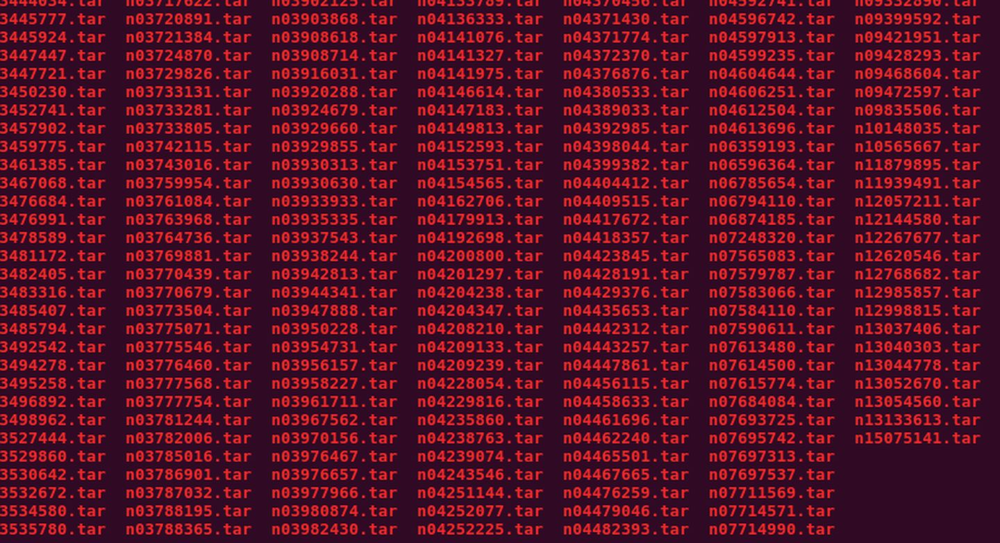 3444034.tar n03717622.tar n03902125.tar n04133789.tar n04370456.tar n04592741.tar n09332890.tar
3445777.tar n03720891.tar n03903868.tar n04136333.tar n04371430.tar n04596742.tar n09399592.tar
3445924.tar n03721384.tar n03908618.tar n04141076.tar n04371774.tar n04597913.tar n09421951.tar
3447447.tar n03724870.tar n03908714.tar n04141327.tar n04372370.tar n04599235.tar n09428293.tar
3447721.tar n03729826.tar n03916031.tar n04141975.tar n04376876.tar n04604644.tar n09468604.tar
3450230.tar n03733131.tar n03920288.tar n04146614.tar n04380533.tar n04606251.tar n09472597.tar
3452741.tar n03733281.tar n03924679.tar n04147183.tar n04389033.tar n04612504.tar n09835506.tar
3457902.tar n03733805.tar n03929660.tar n04149813.tar n04392985.tar n04613696.tar n10148035.tar
3459775.tar n03742115.tar n03929855.tar n04152593.tar n04398044.tar n06359193.tar n10565667.tar
3461385.tar n03743016.tar n03930313.tar n04153751.tar n04399382.tar n06596364.tar n11879895.tar
3467068.tar n03759954.tar n03930630.tar n04154565.tar n04404412.tar n06785654.tar n11939491.tar
3476684.tar n03761084.tar n03933933.tar n04162706.tar n04409515.tar n06794110.tar n12057211.tar
3476991.tar n03763968.tar n03935335.tar n04179913.tar n04417672.tar n06874185.tar n12144580.tar
3478589.tar n03764736.tar n03937543.tar n04192698.tar n04418357.tar n07248320.tar n12267677.tar
3481172.tar n03769881.tar n03938244.tar n04200800.tar n04423845.tar n07565083.tar n12620546.tar
3482405.tar n03770439.tar n03942813.tar n04201297.tar n04428191.tar n07579787.tar n12768682.tar
3483316.tar n03770679.tar n03944341.tar n04204238.tar n04429376.tar n07583066.tar n12985857.tar
3485407.tar n03773504.tar n03947888.tar n04204347.tar n04435653.tar n07584110.tar n12998815.tar
3485794.tar n03775071.tar n03950228.tar n04208210.tar n04442312.tar n07590611.tar n13037406.tar
3492542.tar n03775546.tar n03954731.tar n04209133.tar n04443257.tar n07613480.tar n13040303.tar
3494278.tar n03776460.tar n03956157.tar n04209239.tar n04447861.tar n07614500.tar n13044778.tar
3495258.tar n03777568.tar n03958227.tar n04228054.tar n04456115.tar n07615774.tar n13052670.tar
3496892.tar n03777754.tar n03961711.tar n04229816.tar n04458633.tar n07684084.tar n13054560.tar
3498962.tar n03781244.tar n03967562.tar n04235860.tar n04461696.tar n07693725.tar n13133613.tar
3527444.tar n03782006.tar n03970156.tar n04238763.tar n04462240.tar n07695742.tar n15075141.tar
3529860.tar n03785016.tar n03976467.tar n04239074.tar n04465501.tar n07697313.tar
3530642.tar n03786901.tar n03976657.tar n04243546.tar n04467665.tar n07697537.tar
3532672.tar n03787032.tar n03977966.tar n04251144.tar n04476259.tar n07711569.tar
3534580.tar n03788195.tar n03980874.tar n04252077.tar n04479046.tar n07714571.tar
3535780.tar n03788365.tar n03982430.tar n04252225.tar n04482393.tar n07714990.tar